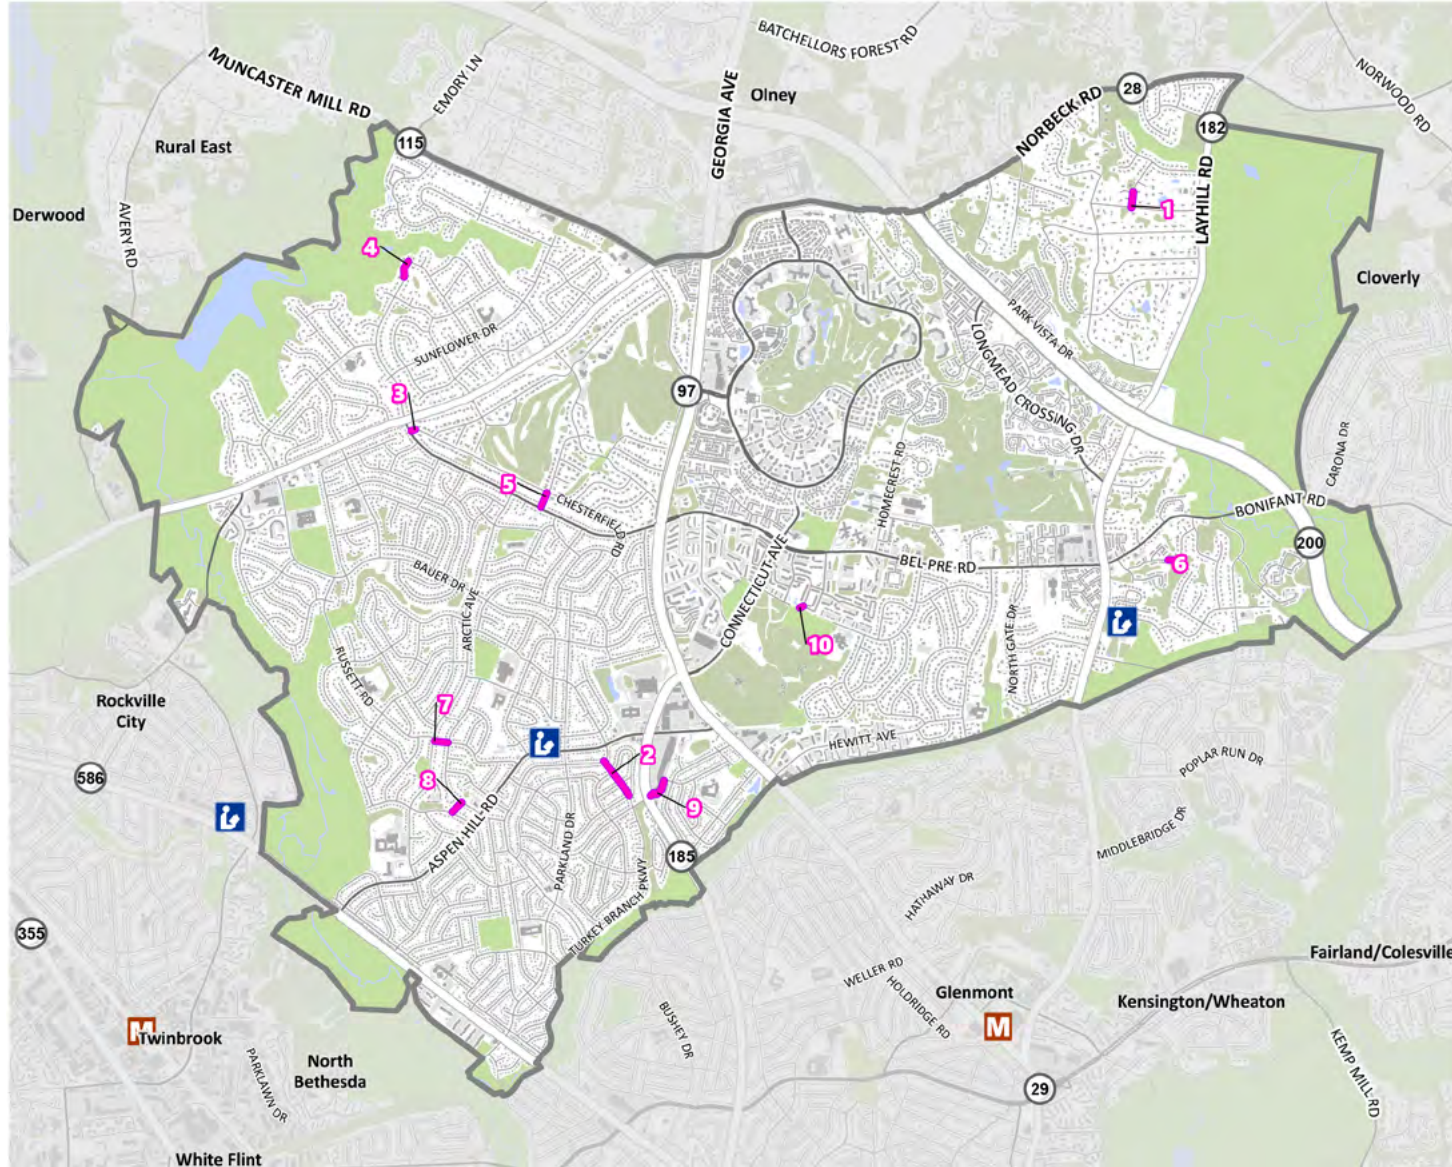 BATCHELLORS FOREST RD
MUNCASTER MILL RD
EMORY LN
GEORGIA AVE
Olney
NORBECK RD
28
NORWOOD RD
182
115
Rural East
Derwood
AVERY RD
LAYHILL RD
1
4
Cloverly
PARK VISTA DR
SUNFLOWER DR
LONGMEAD CROSSING DR
3
97
CARONA DR
HOMECREST RD
5
CHESTERFIELD RD
BONIFANT RD
200
BEL PRE RD
6
BAUER DR
CONNECTICUT AVE
ARCTIC AVE
10
NORTH GATE DR
RUSSETT RD
Rockville
City
7
HEWITT AVE
2
POPLAR RUN DR
586
8
9
ASPEN HILL RD
PARKLAND DR
MIDDLEBRIDGE DR
185
TURKEY BRANCH PKWY
HATHAWAY DR
355
Fairland/Colesville
WELLER RD
HOLDRIDGE RD
Glenmont
Kensington/Wheaton
M
Twinbrook
M
BUSHEY DR
KEMP MILL RD
North
Bethesda
PARKLAWN DR
29
White Flint